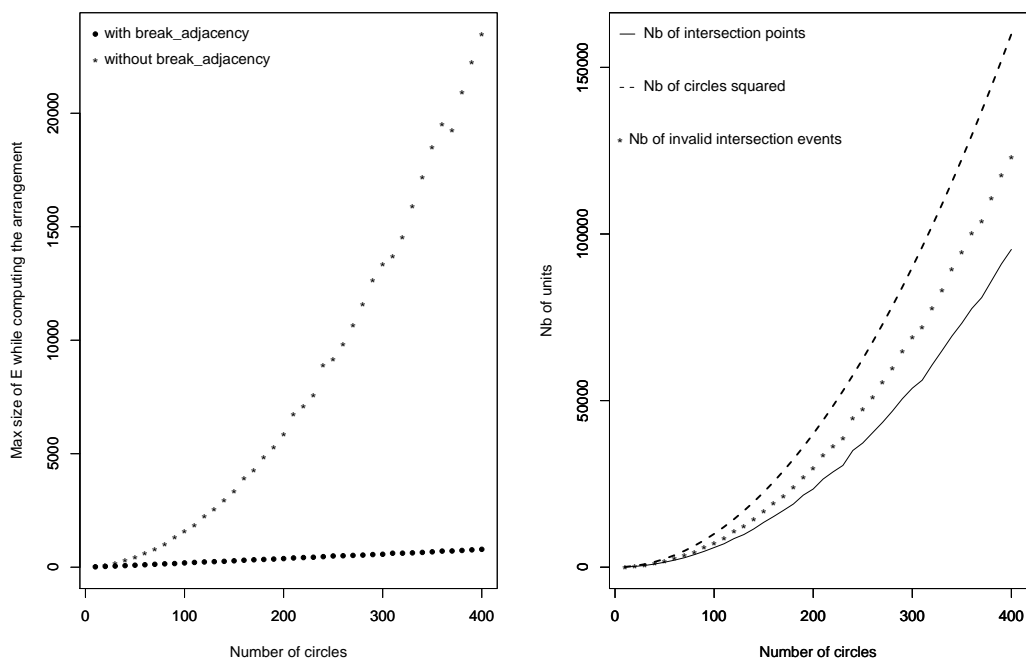 with break_adjacency
without break_adjacency
Max size of E while computing the arrangement
0
5000
10000
15000
20000
0
100
200
300
400
Number of circles
Nb of intersection points
Nb of circles squared
Nb of invalid intersection events
Nb of units
0
50000
100000
150000
0
100
200
300
400
Number of circles